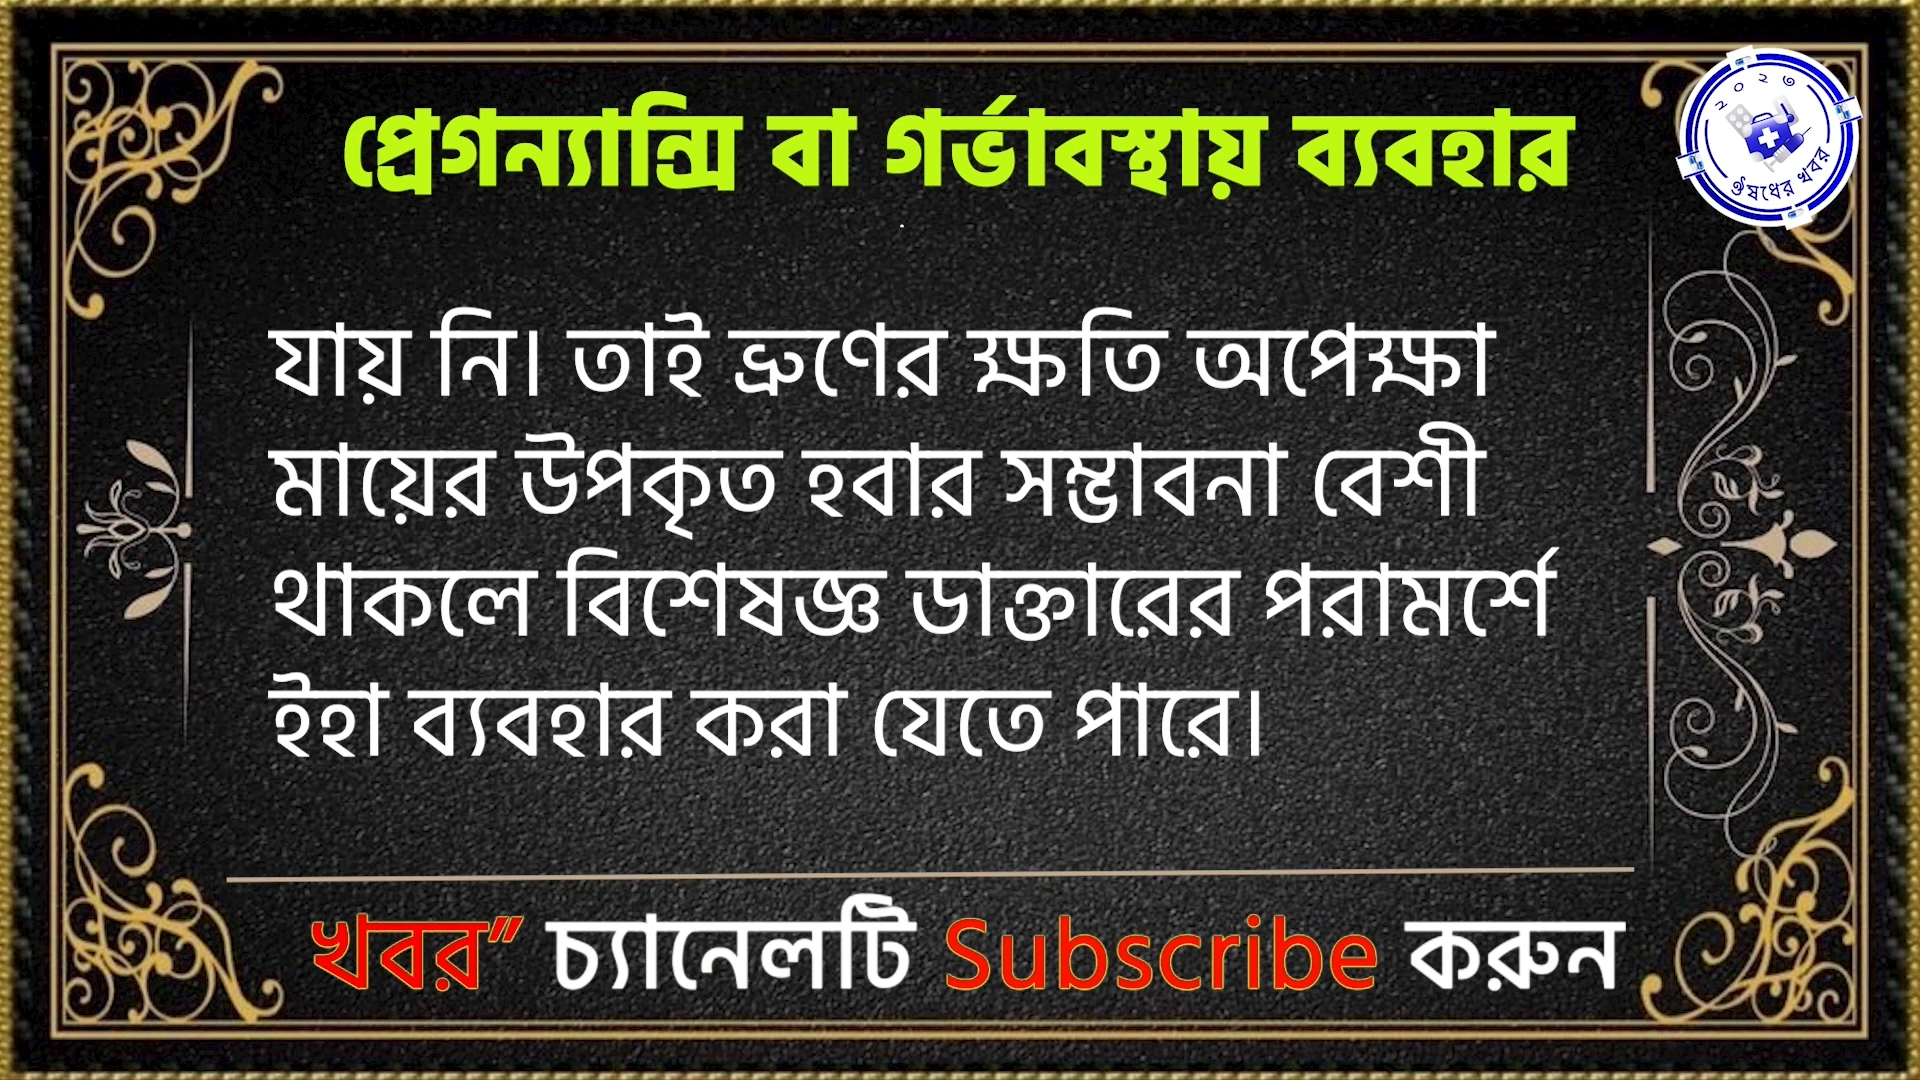 প্রেগন্যান্সি বা গর্ভাবস্থায় ব্যবহার
২০২৩
ঔষধের খবর
যায় নি। তাই ভ্রুণের ক্ষতি অপেক্ষা
মায়ের উপকৃত হবার সম্ভাবনা বেশী
থাকলে বিশেষজ্ঞ ডাক্তারের পরামর্শে
ইহা ব্যবহার করা যেতে পারে।
খবর” চ্যানেলটি Subscribe করুন